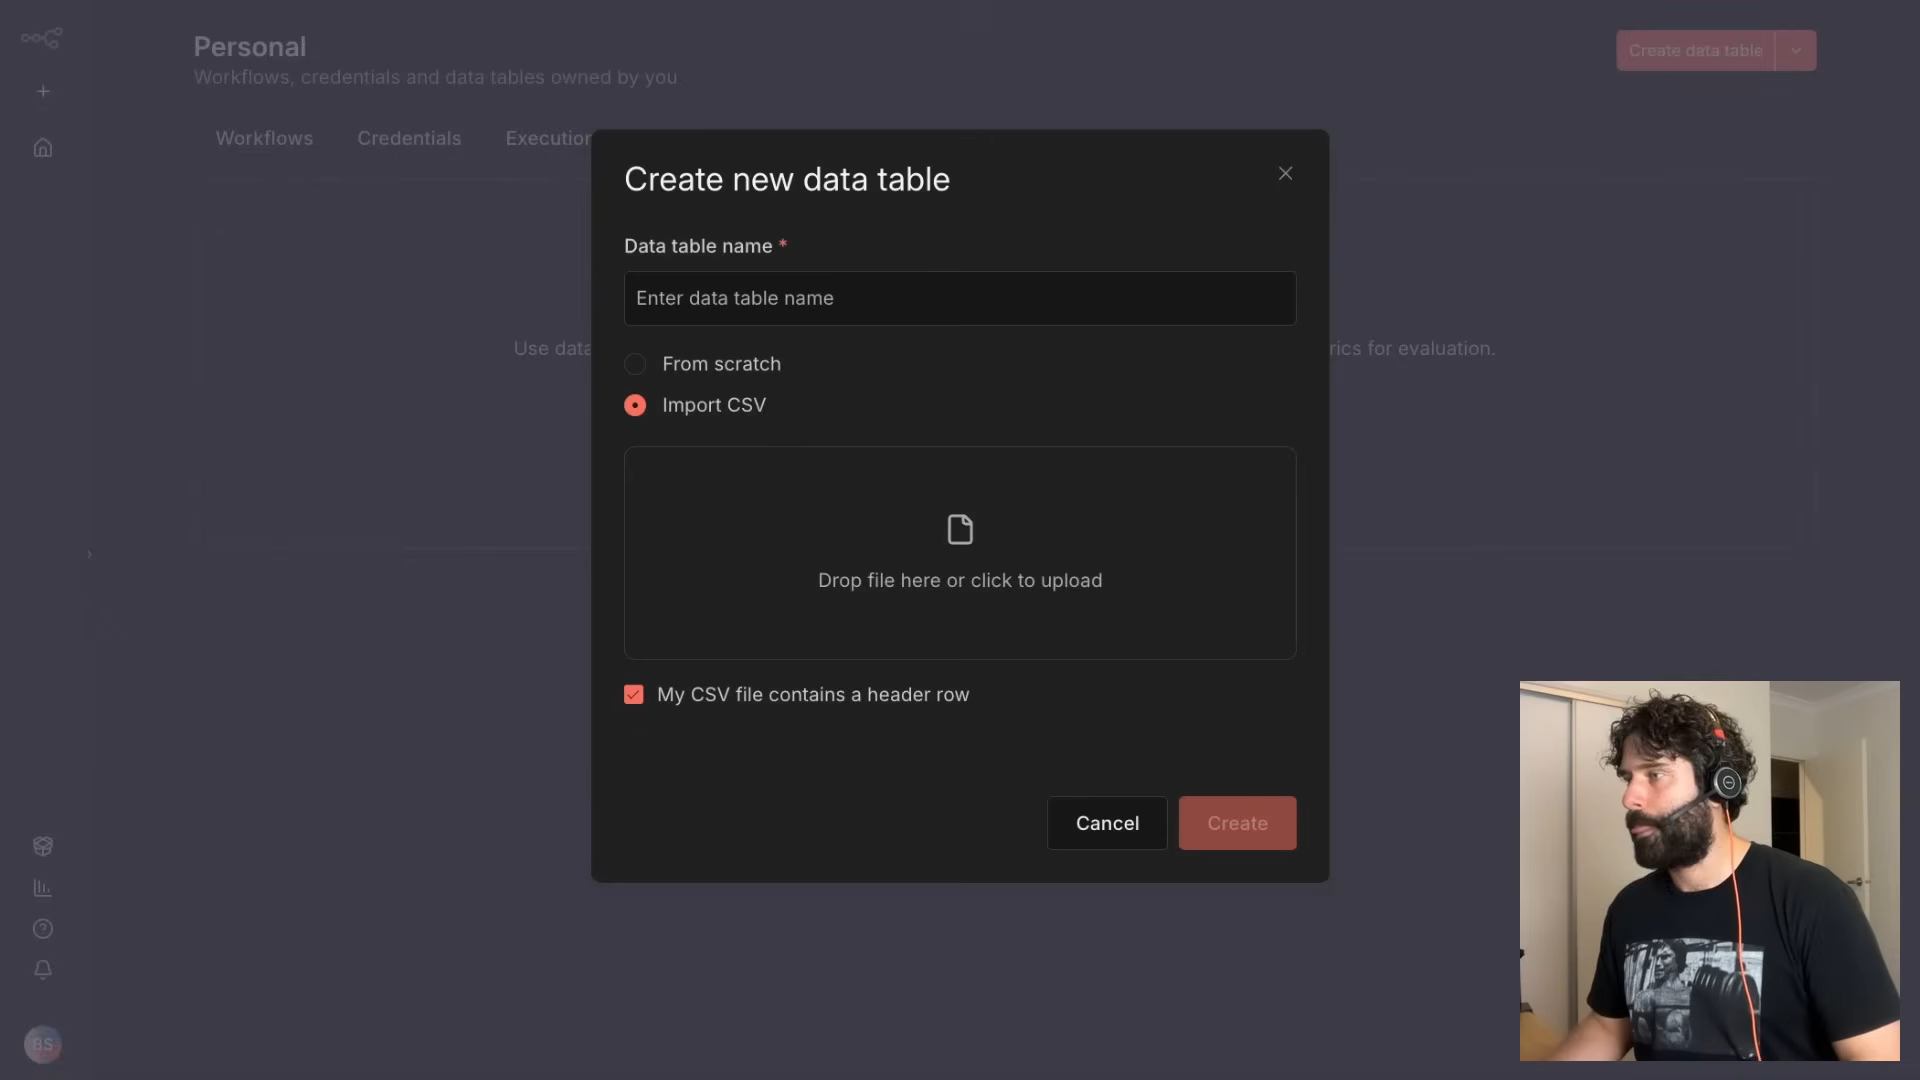 Personal
Create data table
Workflows, credentials and data tables owned by you
Workflows
Credentials
Execution
Create new data table
Data table name *
Enter data table name
Use data
rics for evaluation.
From scratch
Import CSV
Drop file here or click to upload
My CSV file contains a header row
Cancel
Create
BS